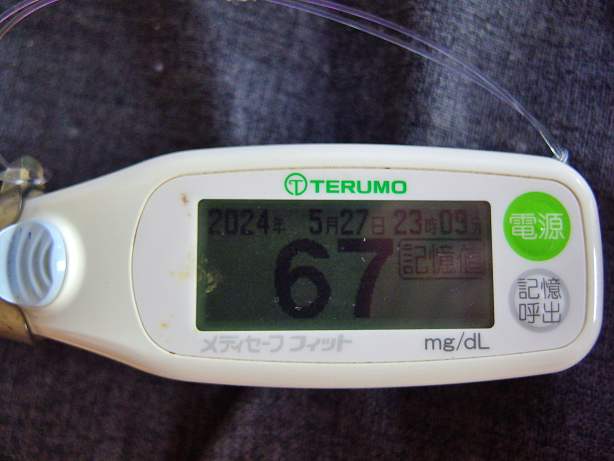 TERUMO
2024年 5月27日 23時09分
67
記憶値
メディセーフ フィット
mg/dL
電源
記憶
呼出